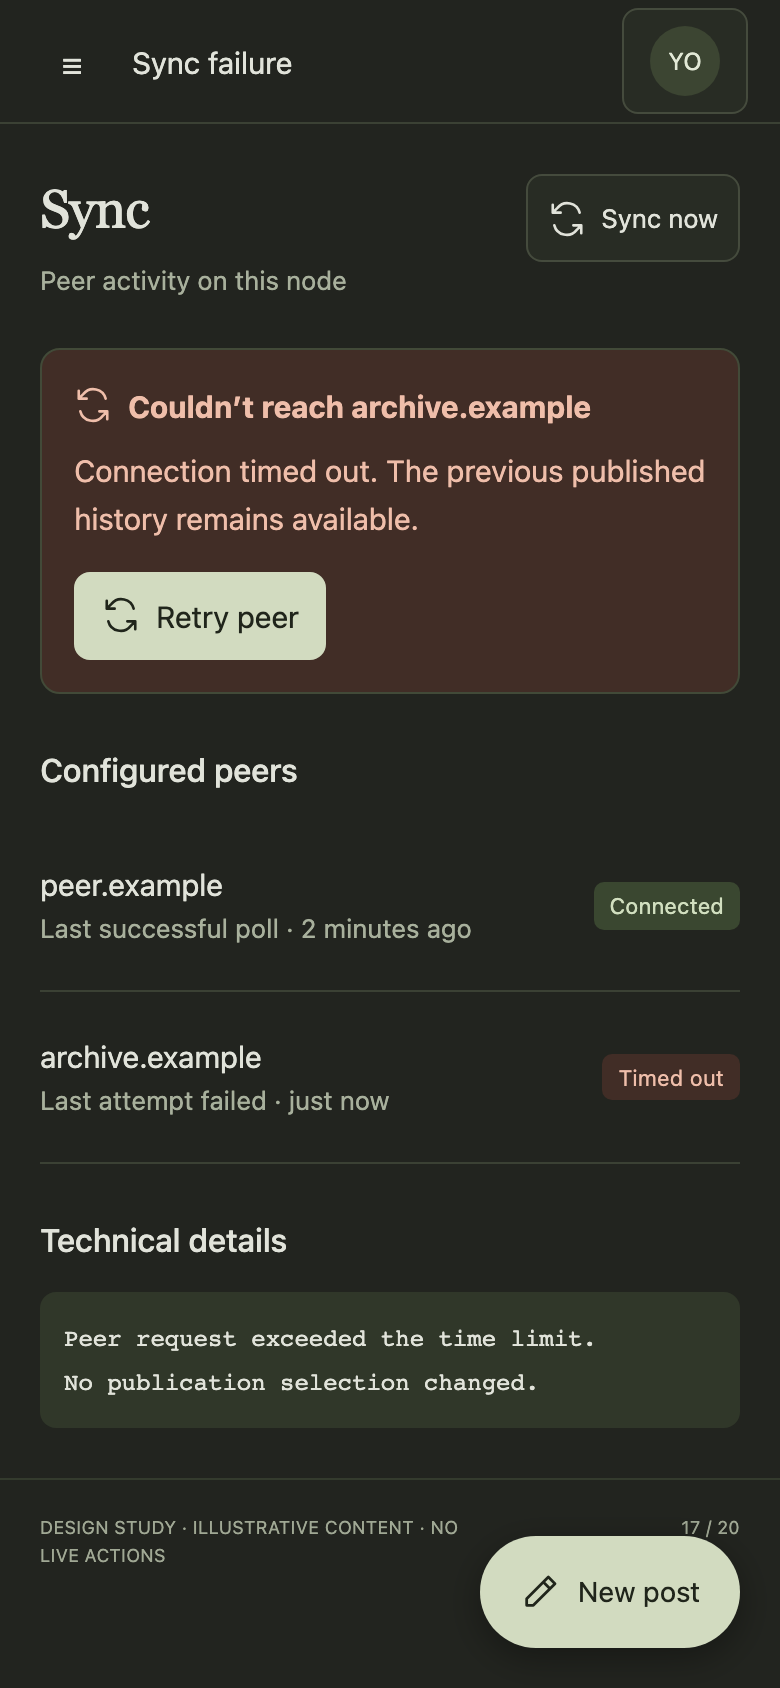 Sync failure
YO
Sync
Sync now
Peer activity on this node
Couldn’t reach archive.example
Connection timed out. The previous published
history remains available.
Retry peer
Configured peers
peer.example
Connected
Last successful poll · 2 minutes ago
archive.example
Timed out
Last attempt failed · just now
Technical details
Peer request exceeded the time limit.
No publication selection changed.
DESIGN STUDY · ILLUSTRATIVE CONTENT · NO
LIVE ACTIONS
17 / 20
New post